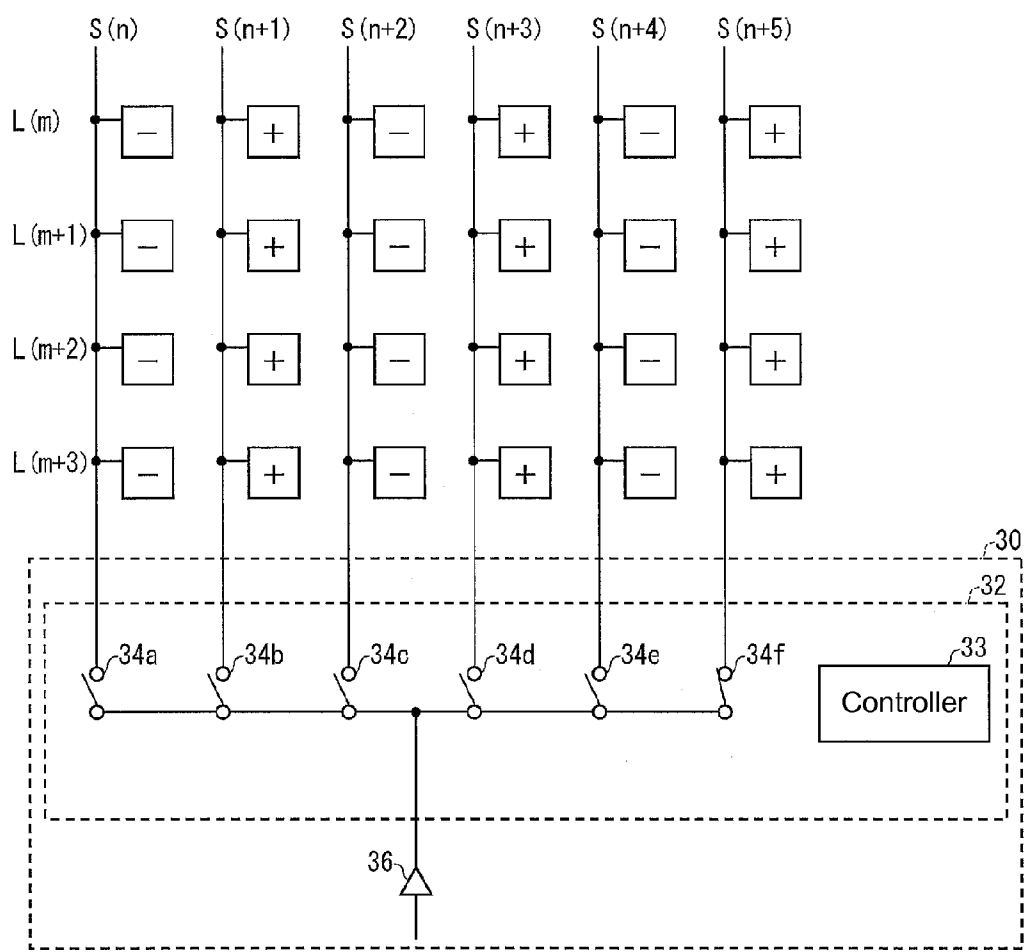 S(n) S(n+1) S(n+2) S(n+3) S(n+4) S(n+5)
L(m) − + − + − +
L(m+1) − + − + − +
L(m+2) − + − + − +
L(m+3) − + − + − +
30
32
34a 34b 34c 34d 34e 34f 33
Controller
36